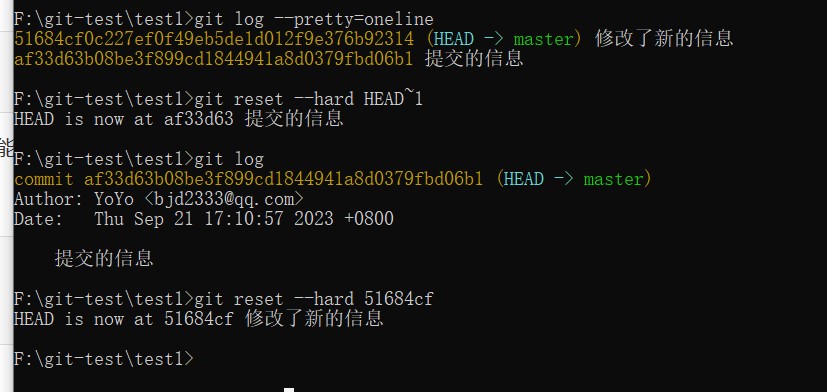 F:\git-test\test1>git log --pretty=oneline
51684cf0c227ef0f49eb5de1d012f9e376b92314 (HEAD -> master) 修改了新的信息
af33d63b08be3f899cd1844941a8d0379fbd06b1 提交的信息
F:\git-test\test1>git reset --hard HEAD~1
HEAD is now at af33d63 提交的信息
能
F:\git-test\test1>git log
commit af33d63b08be3f899cd1844941a8d0379fbd06b1 (HEAD -> master)
Author: YoYo <bjd2333@qq.com>
Date:   Thu Sep 21 17:10:57 2023 +0800
提交的信息
F:\git-test\test1>git reset --hard 51684cf
HEAD is now at 51684cf 修改了新的信息
F:\git-test\test1>